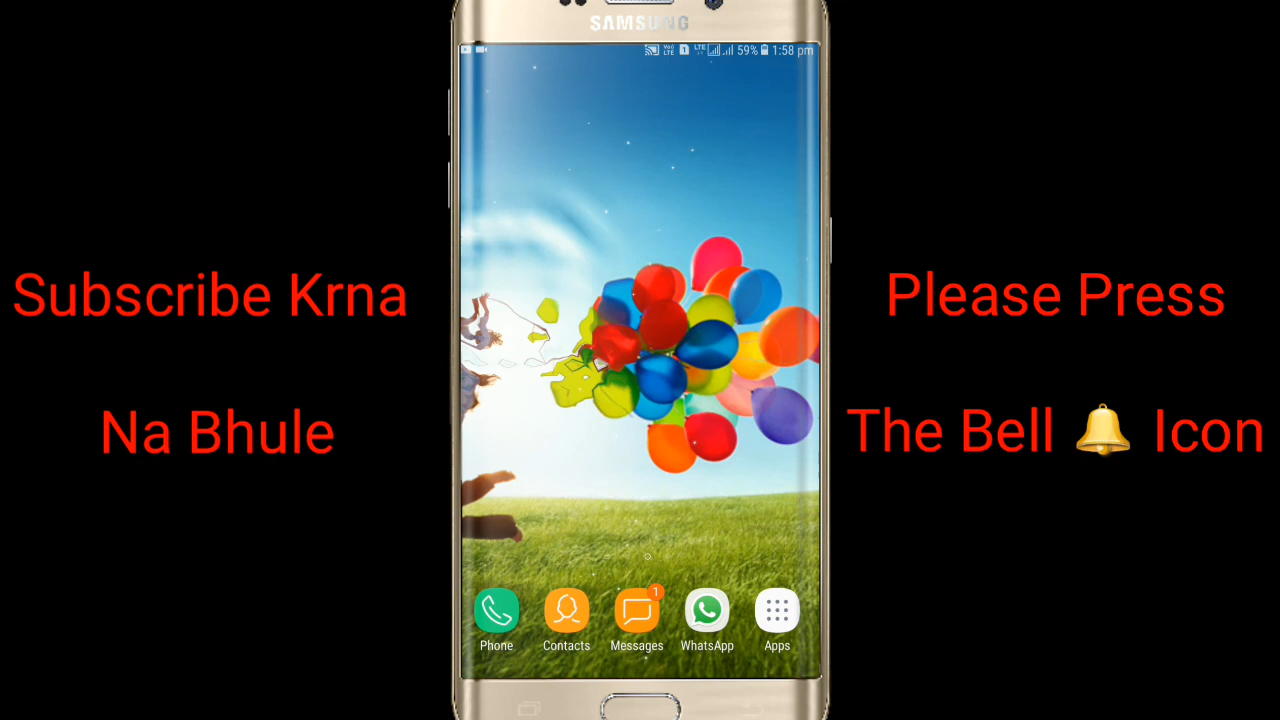 SAMSUNG
59% 1:58 pm
Subscribe Krna
Na Bhule
Please Press
The Bell 🔔 Icon
1
Phone Contacts Messages WhatsApp Apps